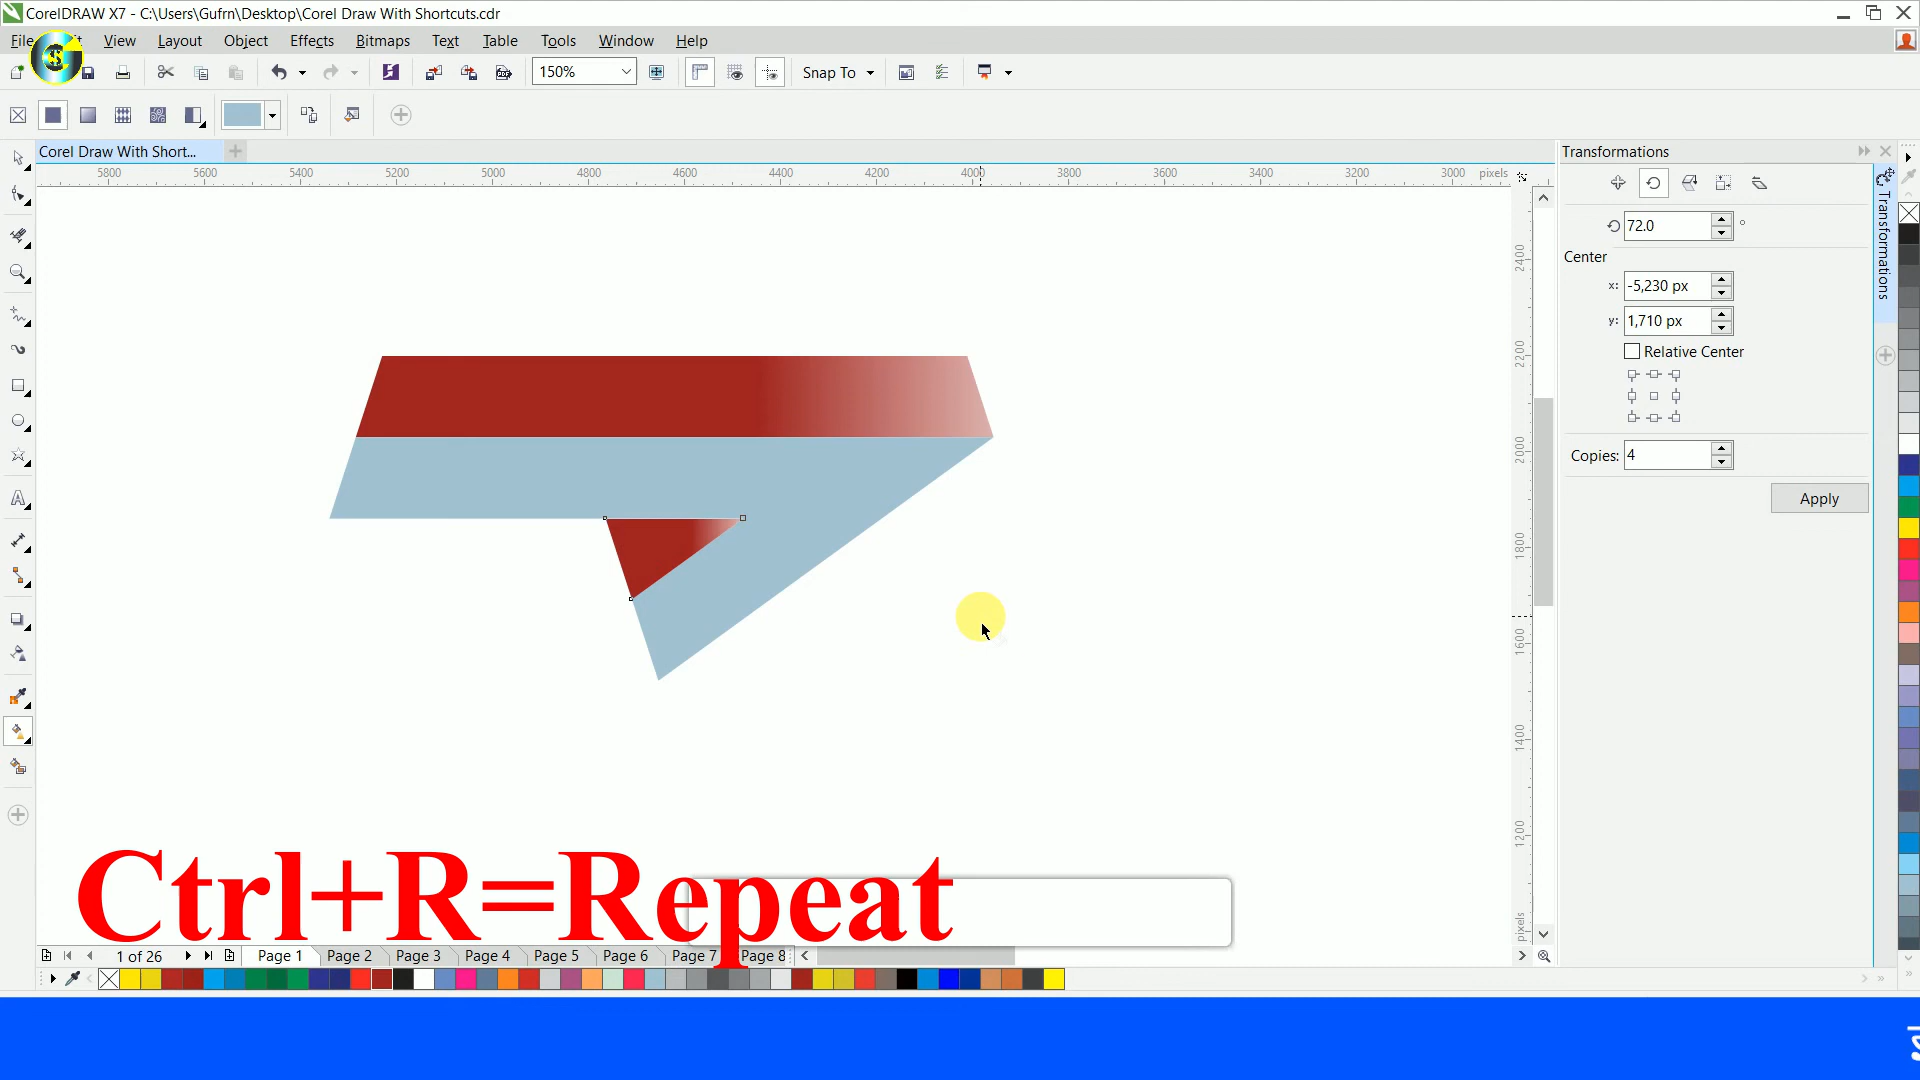 CorelDRAW X7 - C:\Users\Gufrn\Desktop\Corel Draw With Shortcuts.cdr
File View Layout Object Effects Bitmaps Text Table Tools Window Help
150% Snap To
Corel Draw With Short...
5800 5600 5400 5200 5000 4800 4600 4400 4200 4000 3800 3600 3400 3200 3000 pixels
Transformations
72.0 °
Center
x: -5,230 px
y: 1,710 px
Relative Center
Copies: 4
Apply
Transformations
2400
2200
2000
1800
1600
1400
1200
pixels
Ctrl+R=Repeat
1 of 26 Page 1 Page 2 Page 3 Page 4 Page 5 Page 6 Page 7 Page 8